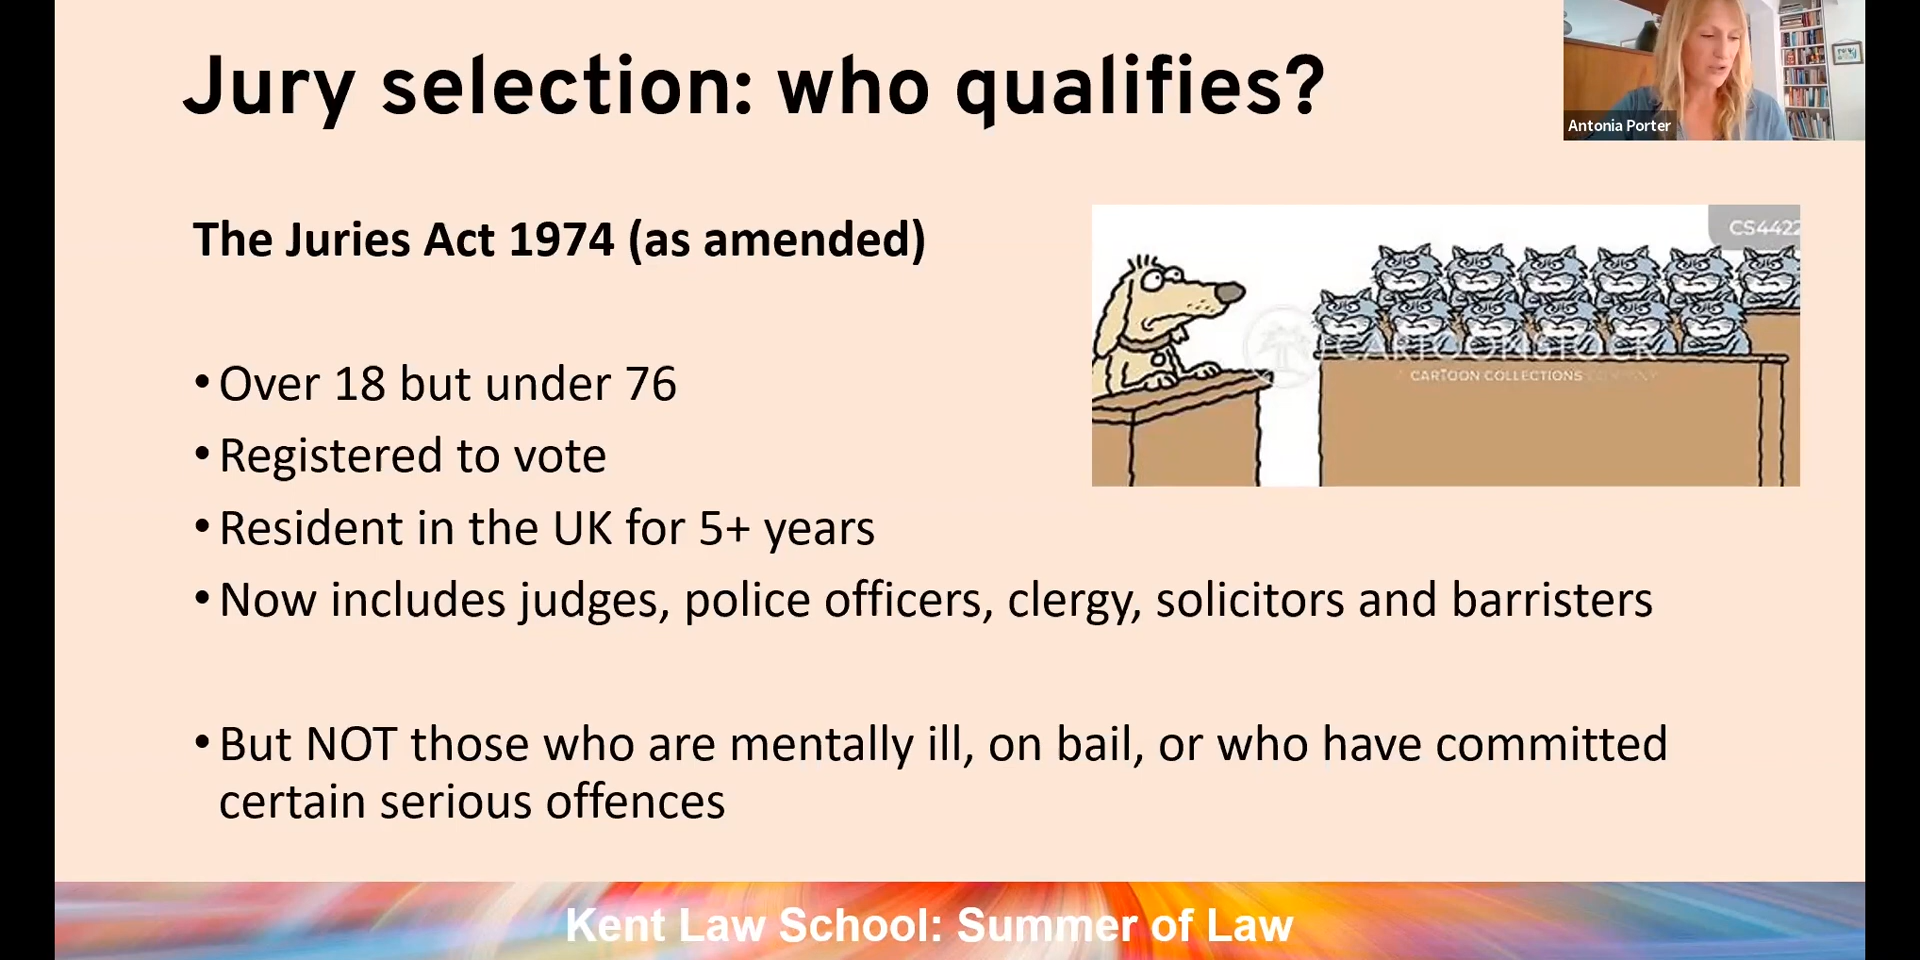 Jury selection: who qualifies?
Antonia Porter
The Juries Act 1974 (as amended)
CS4422
CARTOONSTOCK
CARTOON COLLECTIONS COMPANY
•Over 18 but under 76
•Registered to vote
•Resident in the UK for 5+ years
•Now includes judges, police officers, clergy, solicitors and barristers
•But NOT those who are mentally ill, on bail, or who have committed
certain serious offences
Kent Law School: Summer of Law